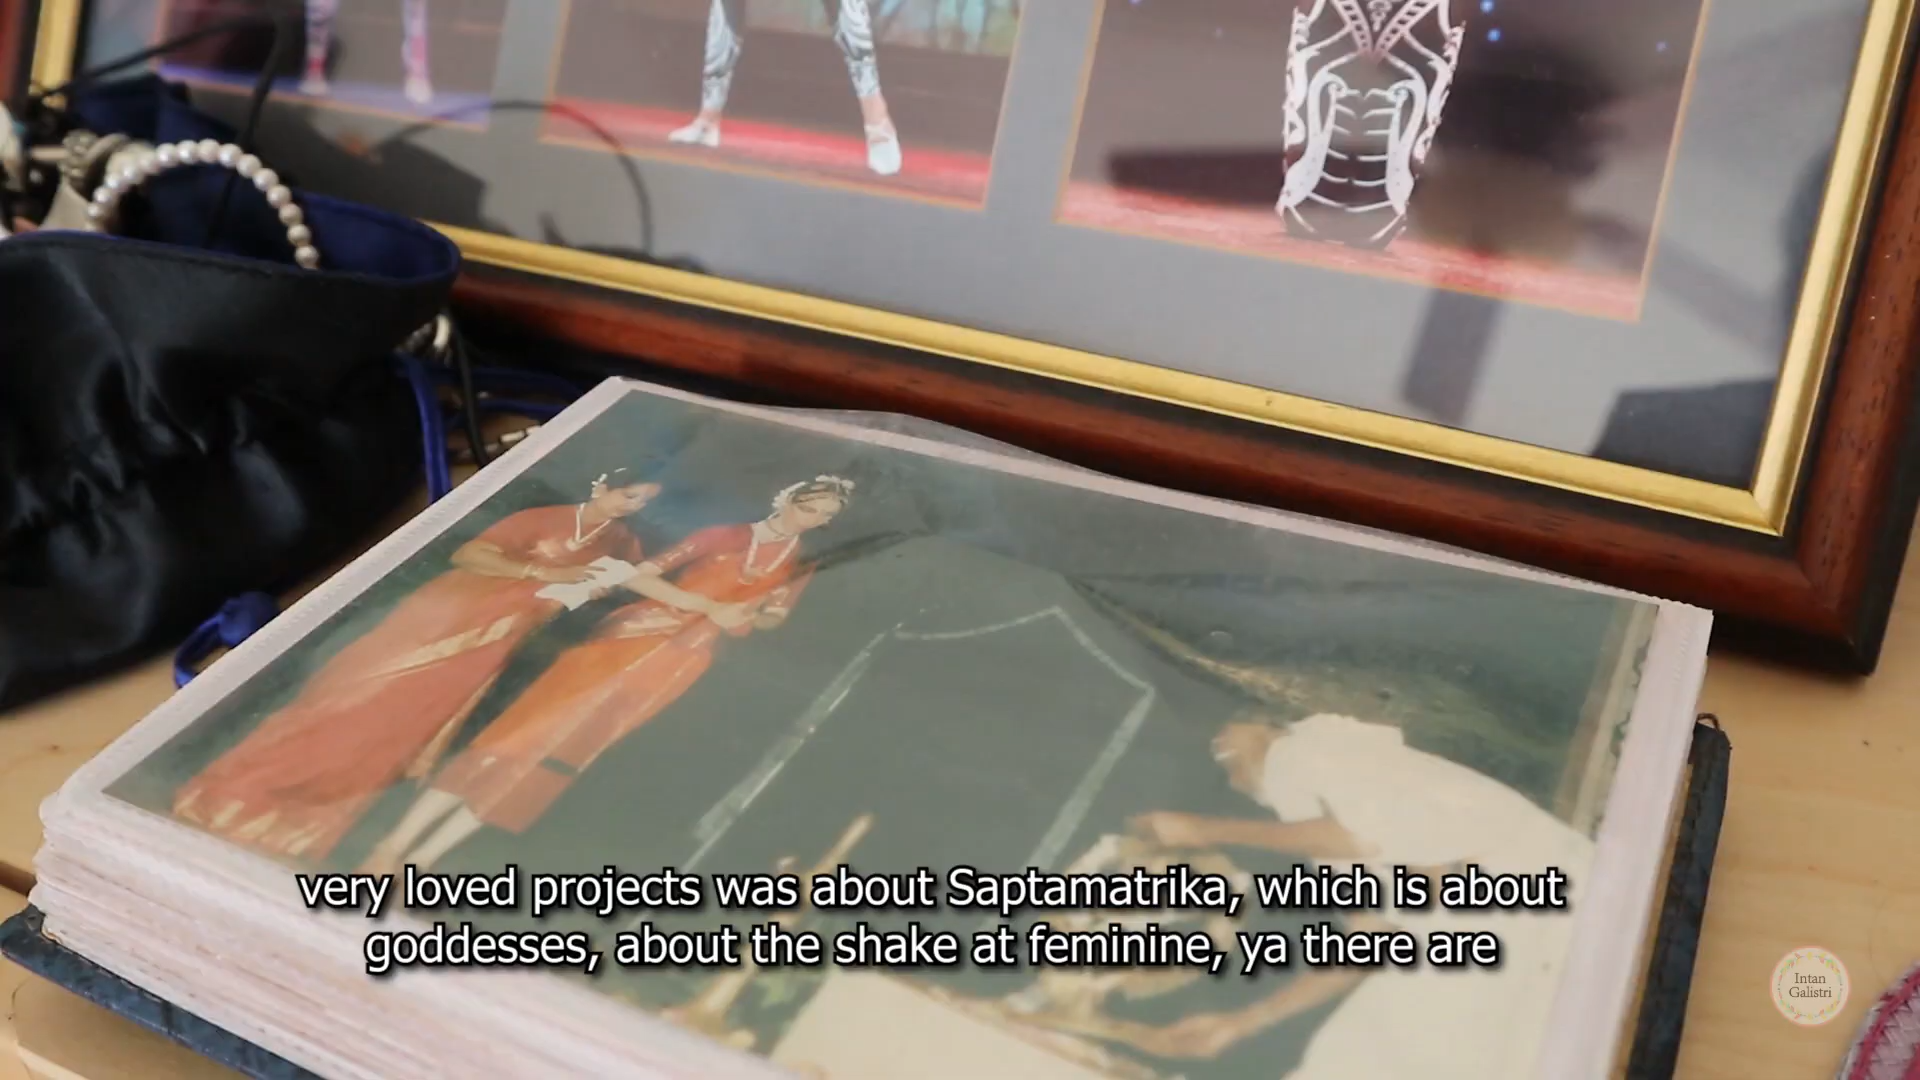 very loved projects was about Saptamatrika, which is about
goddesses, about the shake at feminine, ya there are
Intan
Galistri